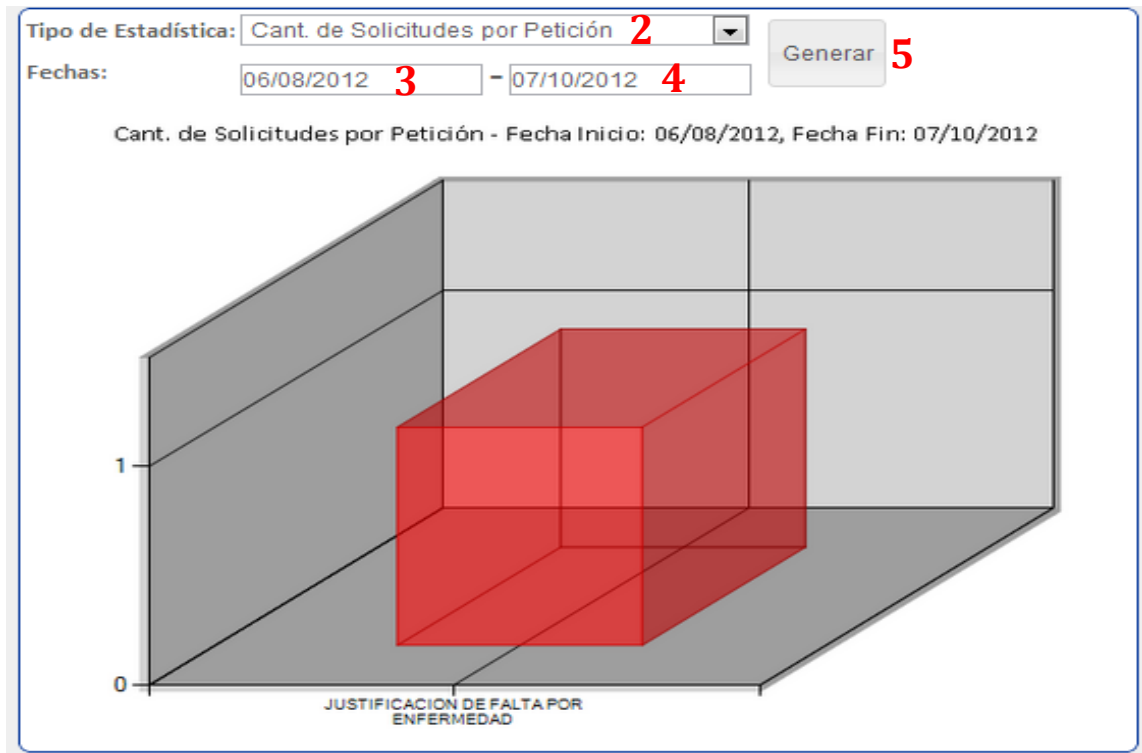 Tipo de Estadística: Cant. de Solicitudes por Petición 2
Generar 5
Fechas: 06/08/2012 3 - 07/10/2012 4
Cant. de Solicitudes por Petición - Fecha Inicio: 06/08/2012, Fecha Fin: 07/10/2012
1
0
JUSTIFICACION DE FALTA POR
ENFERMEDAD